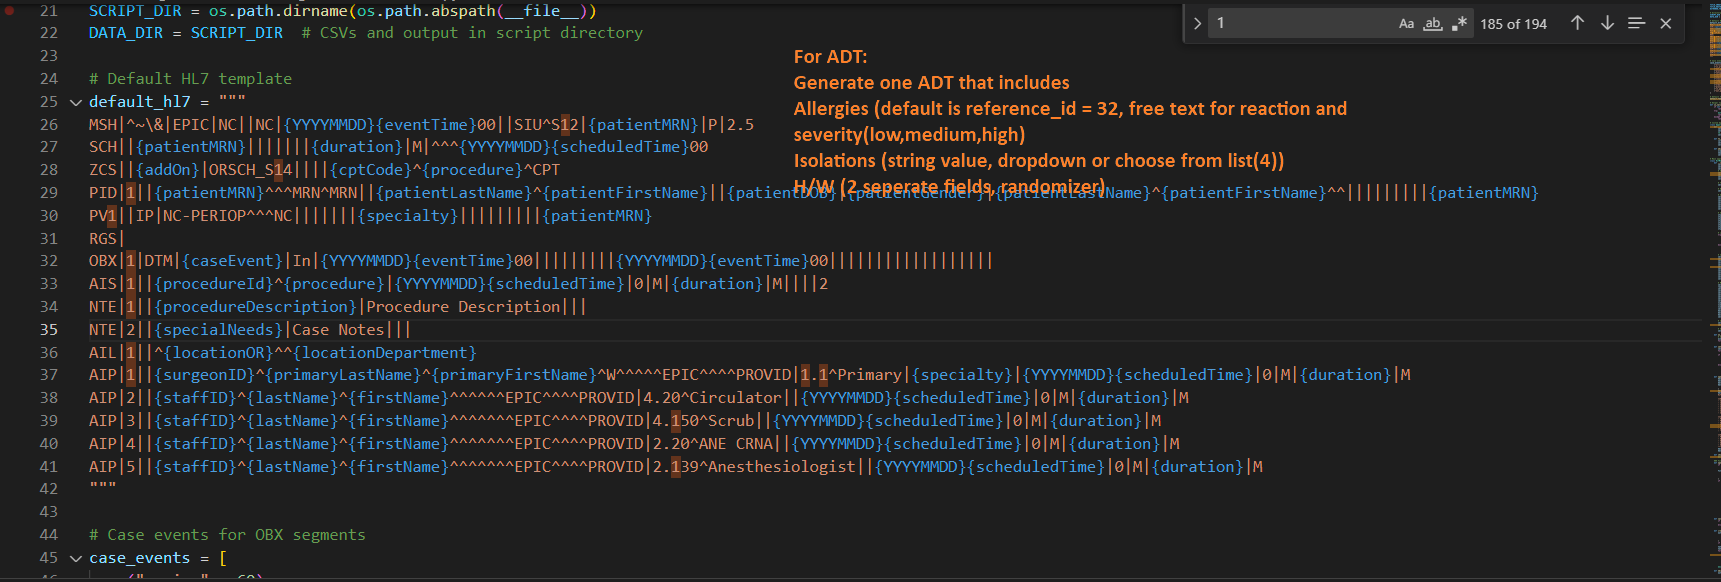 21 SCRIPT_DIR = os.path.dirname(os.path.abspath(__file__))
1 Aa ab .* 185 of 194
22 DATA_DIR = SCRIPT_DIR  # CSVs and output in script directory
23
For ADT:
24 # Default HL7 template
Generate one ADT that includes
25 default_hl7 = """
Allergies (default is reference_id = 32, free text for reaction and
26 MSH|^~\&|EPIC|NC||NC|{YYYYMMDD}{eventTime}00||SIU^S12|{patientMRN}|P|2.5
severity(low,medium,high)
27 SCH||{patientMRN}|||||||{duration}|M|^^^{YYYYMMDD}{scheduledTime}00
Isolations (string value, dropdown or choose from list(4))
28 ZCS||{addOn}|ORSCH_S14||||{cptCode}^{procedure}^CPT
H/W (2 seperate fields, randomizer)
29 PID|1||{patientMRN}^^^MRN^MRN||{patientLastName}^{patientFirstName}||{patientDOB}|{patientGender}|{patientLastName}^{patientFirstName}^^|||||||||{patientMRN}
30 PV1||IP|NC-PERIOP^^^NC|||||||{specialty}|||||||||{patientMRN}
31 RGS|
32 OBX|1|DTM|{caseEvent}|In|{YYYYMMDD}{eventTime}00|||||||||{YYYYMMDD}{eventTime}00||||||||||||||||||
33 AIS|1||{procedureId}^{procedure}|{YYYYMMDD}{scheduledTime}|0|M|{duration}|M||||2
34 NTE|1||{procedureDescription}|Procedure Description|||
35 NTE|2||{specialNeeds}|Case Notes|||
36 AIL|1||^{locationOR}^^{locationDepartment}
37 AIP|1||{surgeonID}^{primaryLastName}^{primaryFirstName}^W^^^^^EPIC^^^^PROVID|1.1^Primary|{specialty}|{YYYYMMDD}{scheduledTime}|0|M|{duration}|M
38 AIP|2||{staffID}^{lastName}^{firstName}^^^^^^EPIC^^^^PROVID|4.20^Circulator||{YYYYMMDD}{scheduledTime}|0|M|{duration}|M
39 AIP|3||{staffID}^{lastName}^{firstName}^^^^^^^EPIC^^^^PROVID|4.150^Scrub||{YYYYMMDD}{scheduledTime}|0|M|{duration}|M
40 AIP|4||{staffID}^{lastName}^{firstName}^^^^^^^EPIC^^^^PROVID|2.20^ANE CRNA||{YYYYMMDD}{scheduledTime}|0|M|{duration}|M
41 AIP|5||{staffID}^{lastName}^{firstName}^^^^^^^EPIC^^^^PROVID|2.139^Anesthesiologist||{YYYYMMDD}{scheduledTime}|0|M|{duration}|M
42 """
43
44 # Case events for OBX segments
45 case_events = [